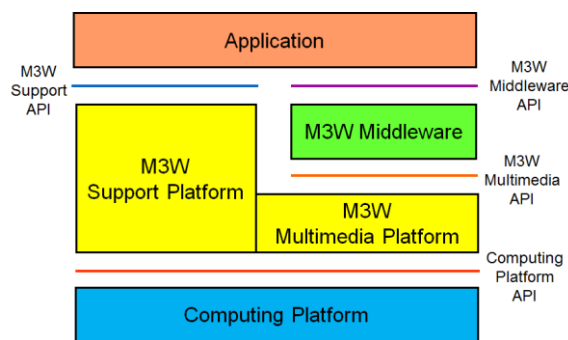 Application
M3W
Support
API
M3W
Middleware
API
M3W Middleware
M3W
Support Platform
M3W
Multimedia
API
M3W
Multimedia Platform
Computing
Platform
API
Computing Platform